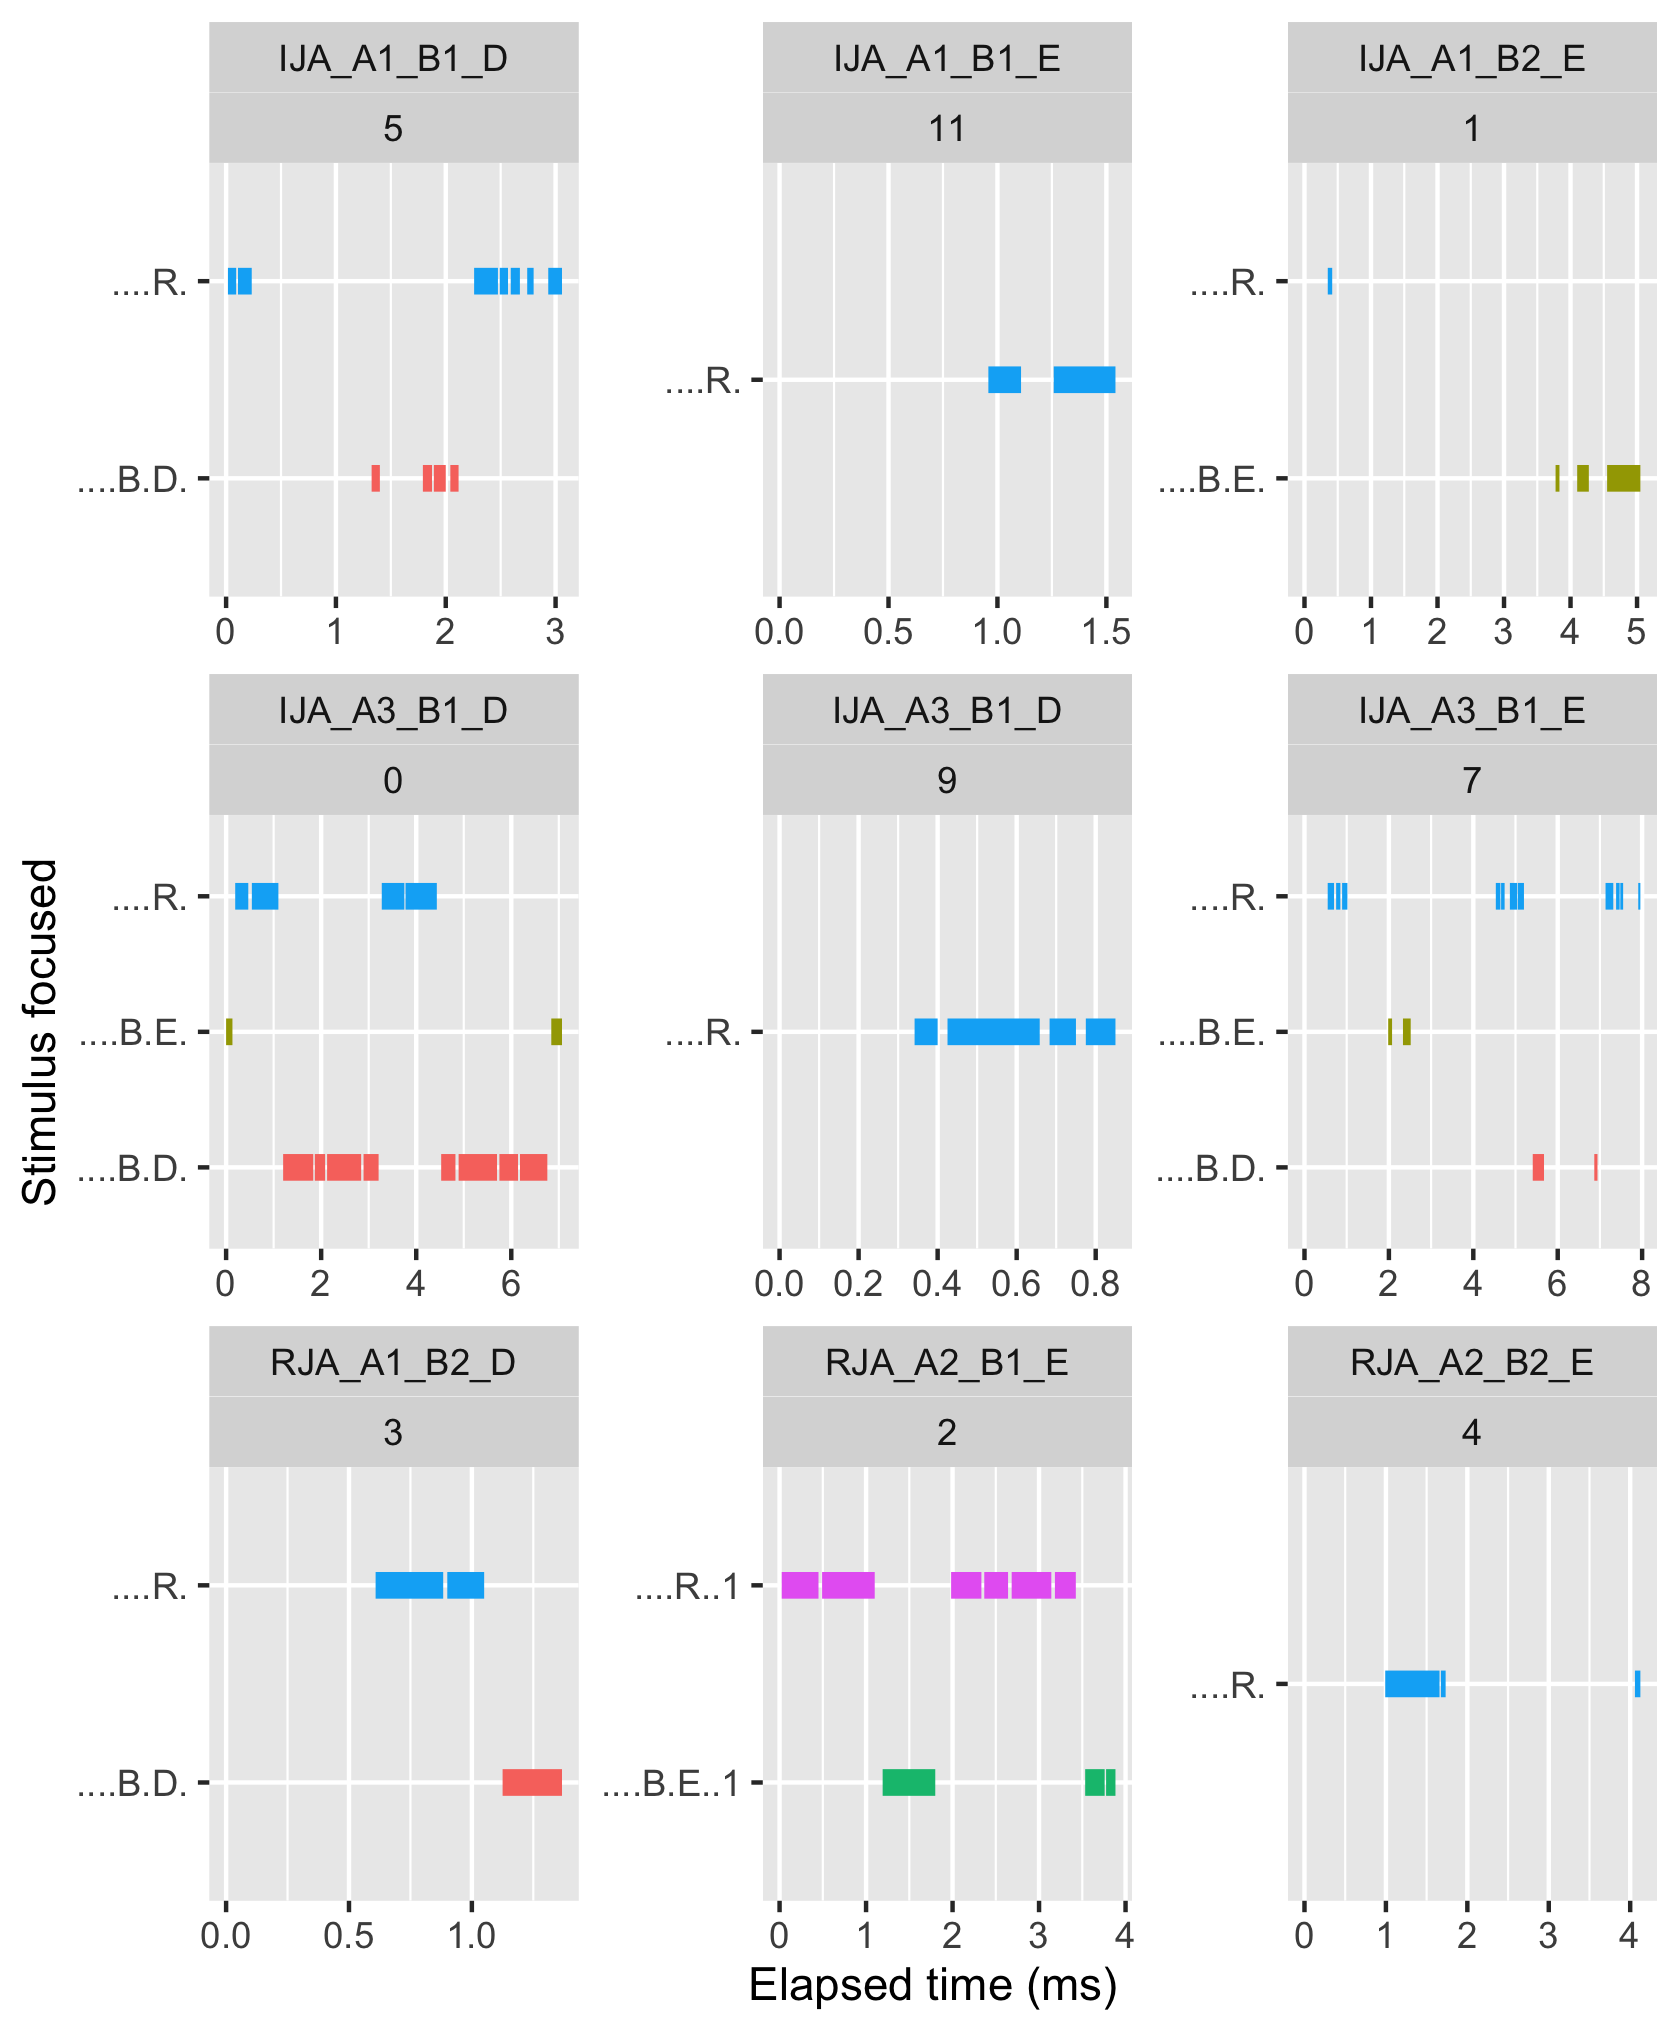 IJA_A1_B1_D
5
....R.
....B.D.
0 1 2 3
IJA_A1_B1_E
11
....R.
0.0 0.5 1.0 1.5
IJA_A1_B2_E
1
....R.
....B.E.
0 1 2 3 4 5
Stimulus focused
IJA_A3_B1_D
0
....R.
....B.E.
....B.D.
0 2 4 6
IJA_A3_B1_D
9
....R.
0.0 0.2 0.4 0.6 0.8
IJA_A3_B1_E
7
....R.
....B.E.
....B.D.
0 2 4 6 8
RJA_A1_B2_D
3
....R.
....B.D.
0.0 0.5 1.0
RJA_A2_B1_E
2
....R..1
....B.E..1
0 1 2 3 4
RJA_A2_B2_E
4
....R.
0 1 2 3 4
Elapsed time (ms)